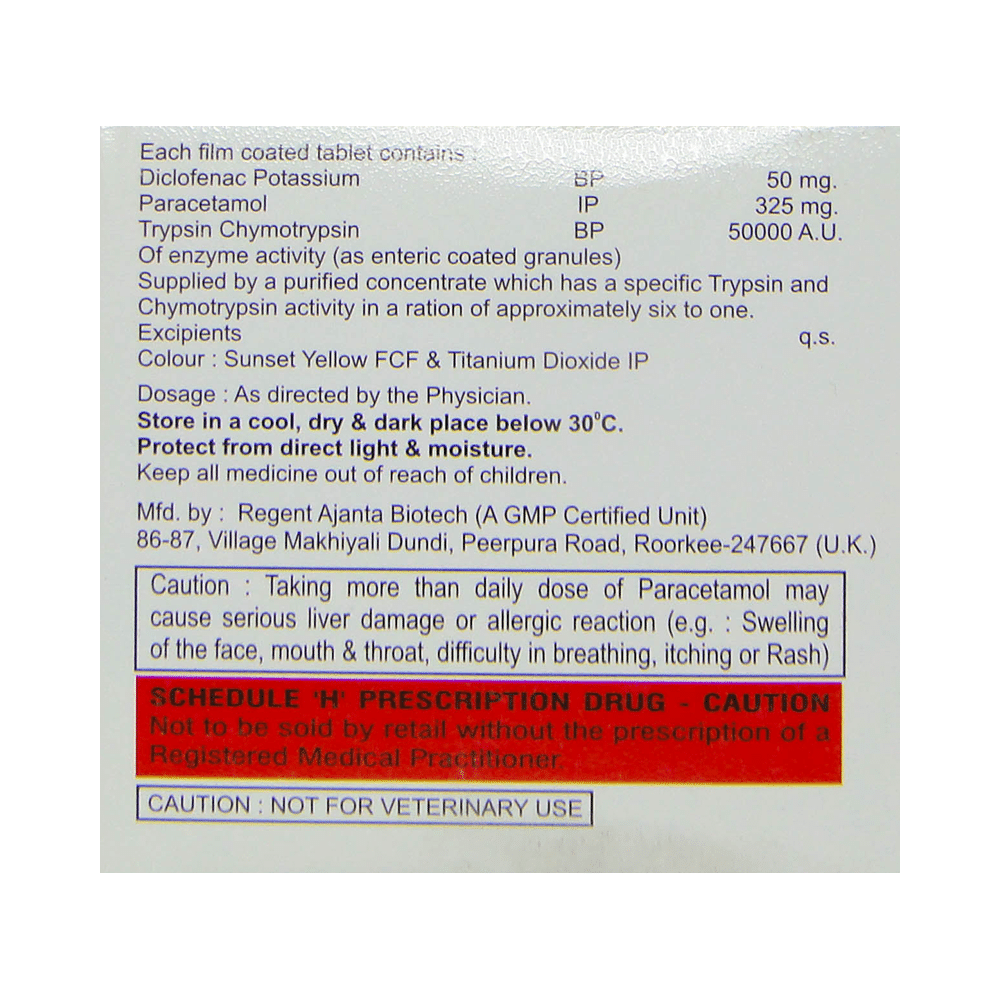 Each film coated tablet contains :
Diclofenac Potassium BP 50 mg.
Paracetamol IP 325 mg.
Trypsin Chymotrypsin BP 50000 A.U.
Of enzyme activity (as enteric coated granules)
Supplied by a purified concentrate which has a specific Trypsin and
Chymotrypsin activity in a ration of approximately six to one.
Excipients q.s.
Colour : Sunset Yellow FCF & Titanium Dioxide IP
Dosage : As directed by the Physician.
Store in a cool, dry & dark place below 30°C.
Protect from direct light & moisture.
Keep all medicine out of reach of children.
Mfd. by : Regent Ajanta Biotech (A GMP Certified Unit)
86-87, Village Makhiyali Dundi, Peerpura Road, Roorkee-247667 (U.K.)
Caution : Taking more than daily dose of Paracetamol may
cause serious liver damage or allergic reaction (e.g. : Swelling
of the face, mouth & throat, difficulty in breathing, itching or Rash)
SCHEDULE 'H' PRESCRIPTION DRUG - CAUTION
Not to be sold by retail without the prescription of a
Registered Medical Practitioner.
CAUTION : NOT FOR VETERINARY USE